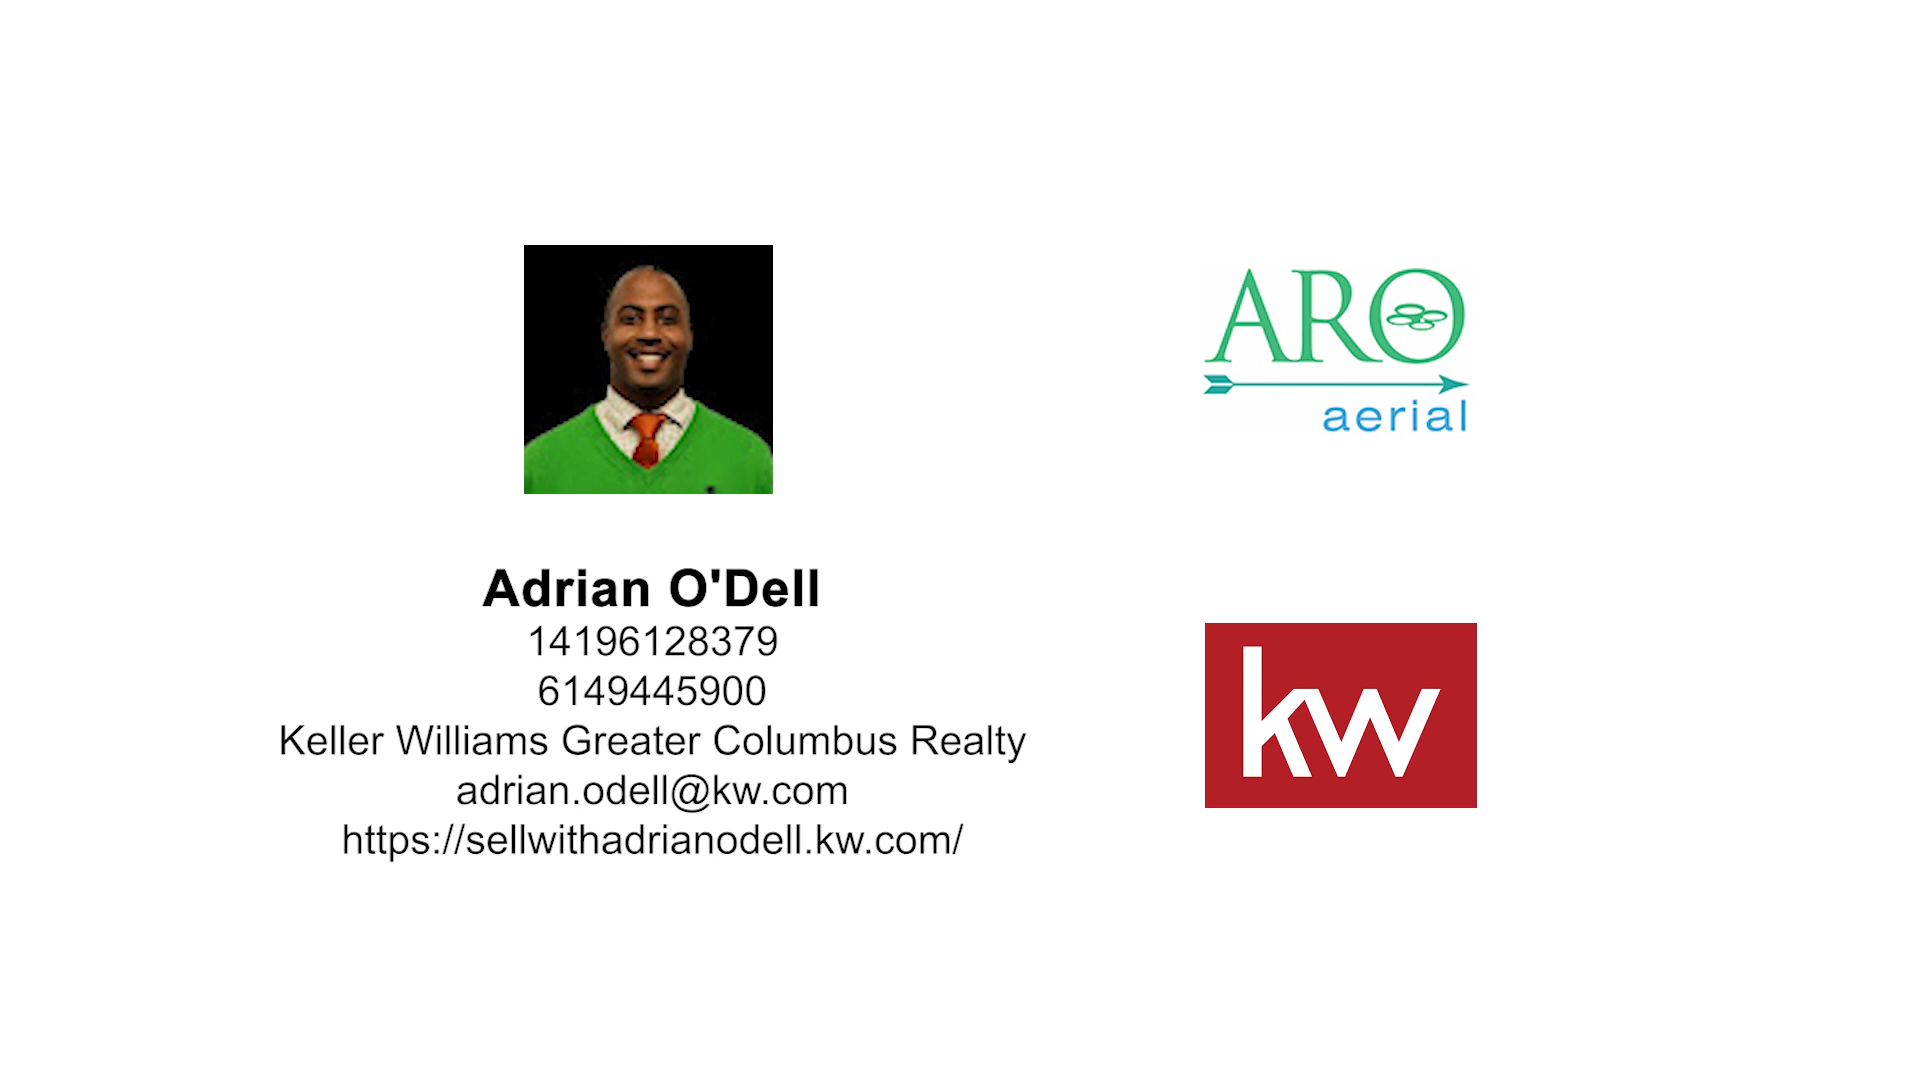 Adrian O'Dell
14196128379
6149445900
Keller Williams Greater Columbus Realty
adrian.odell@kw.com
https://sellwithadrianodell.kw.com/
ARO
aerial
kw